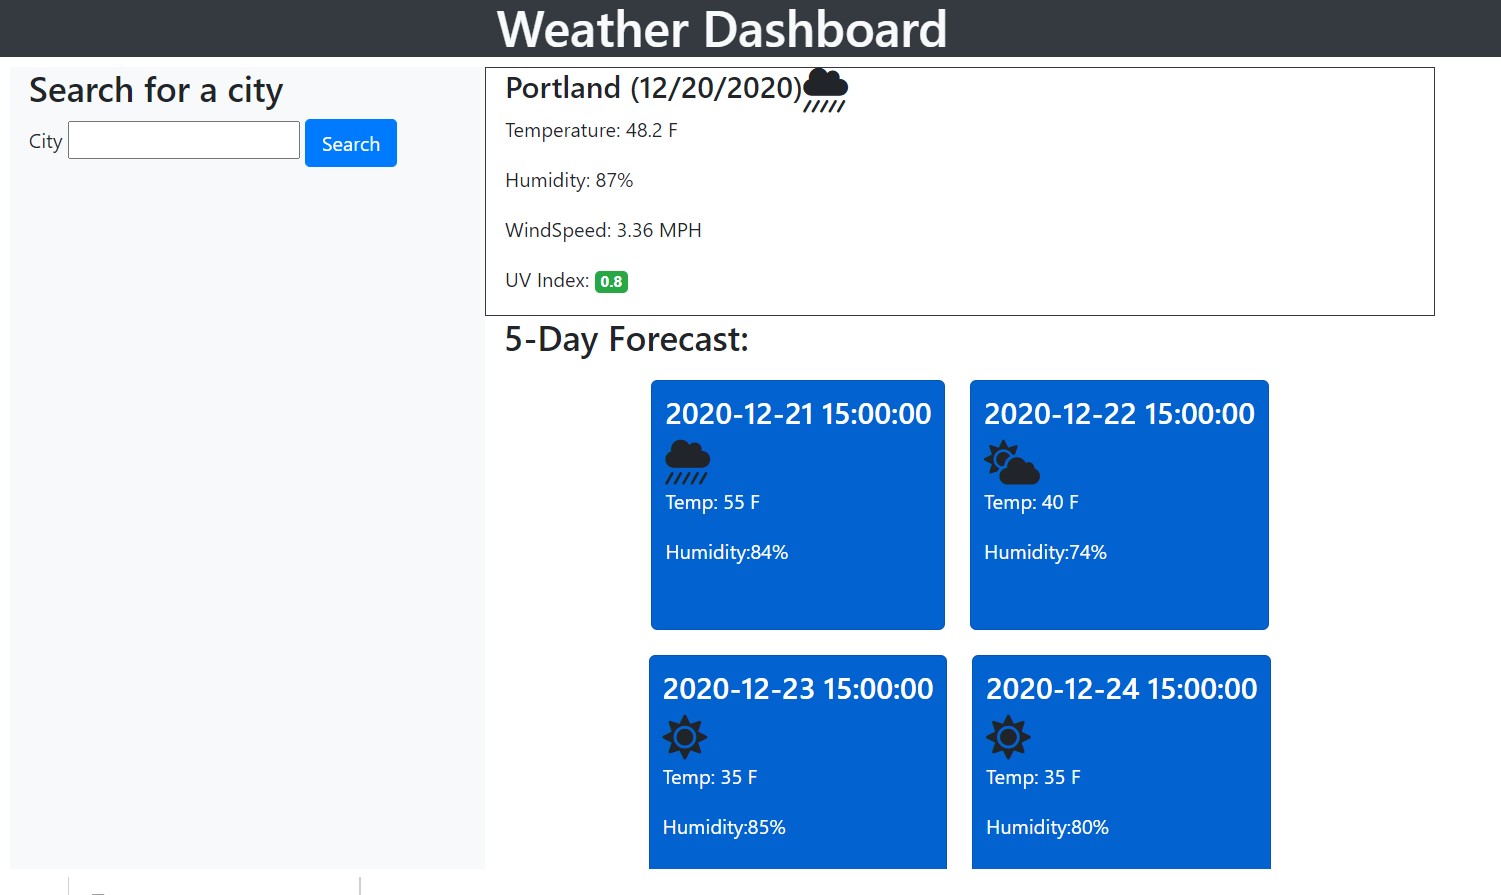 Weather Dashboard
Search for a city
City
Search
Portland (12/20/2020)
Temperature: 48.2 F
Humidity: 87%
WindSpeed: 3.36 MPH
UV Index: 0.8
5-Day Forecast:
2020-12-21 15:00:00
Temp: 55 F
Humidity:84%
2020-12-22 15:00:00
Temp: 40 F
Humidity:74%
2020-12-23 15:00:00
Temp: 35 F
Humidity:85%
2020-12-24 15:00:00
Temp: 35 F
Humidity:80%